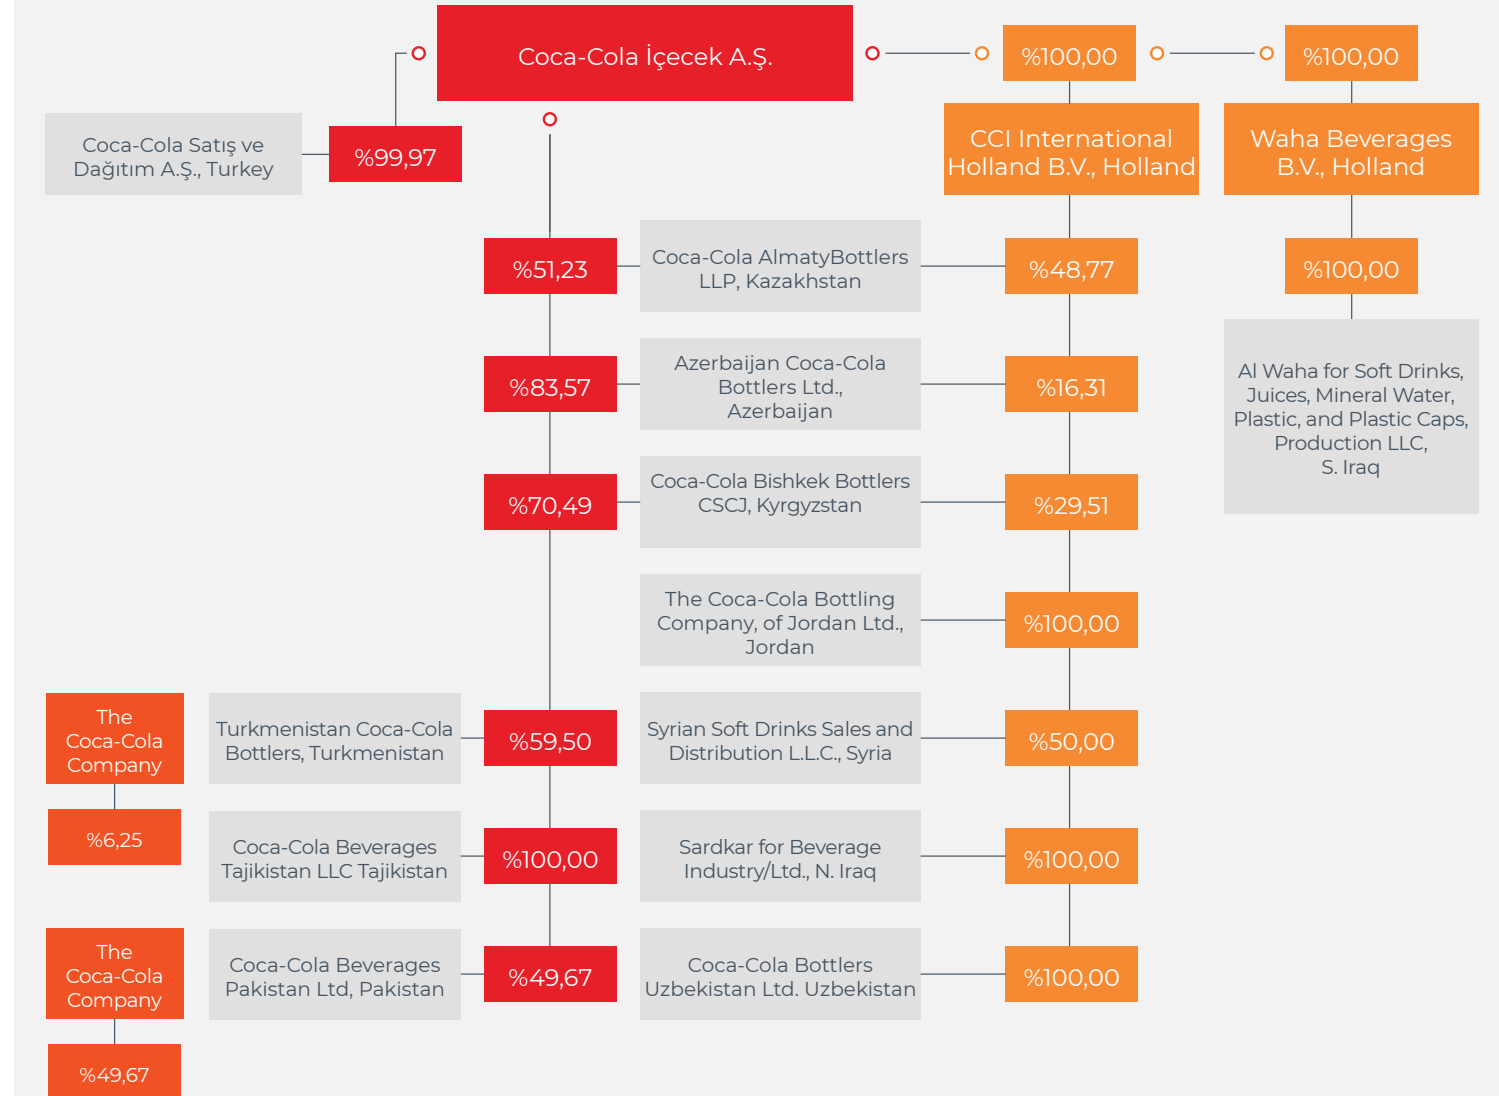 Coca-Cola İçecek A.Ş.
%100,00
%100,00
Coca-Cola Satış ve
Dağıtım A.Ş., Turkey
%99,97
CCI International
Holland B.V., Holland
Waha Beverages
B.V., Holland
%51,23
Coca-Cola AlmatyBottlers
LLP, Kazakhstan
%48,77
%100,00
%83,57
Azerbaijan Coca-Cola
Bottlers Ltd.,
Azerbaijan
%16,31
Al Waha for Soft Drinks,
Juices, Mineral Water,
Plastic, and Plastic Caps,
Production LLC,
S. Iraq
%70,49
Coca-Cola Bishkek Bottlers
CSCJ, Kyrgyzstan
%29,51
The Coca-Cola Bottling
Company, of Jordan Ltd.,
Jordan
%100,00
The
Coca-Cola
Company
%6,25
Turkmenistan Coca-Cola
Bottlers, Turkmenistan
%59,50
Syrian Soft Drinks Sales and
Distribution L.L.C., Syria
%50,00
Coca-Cola Beverages
Tajikistan LLC Tajikistan
%100,00
Sardkar for Beverage
Industry/Ltd., N. Iraq
%100,00
The
Coca-Cola
Company
%49,67
Coca-Cola Beverages
Pakistan Ltd, Pakistan
%49,67
Coca-Cola Bottlers
Uzbekistan Ltd. Uzbekistan
%100,00